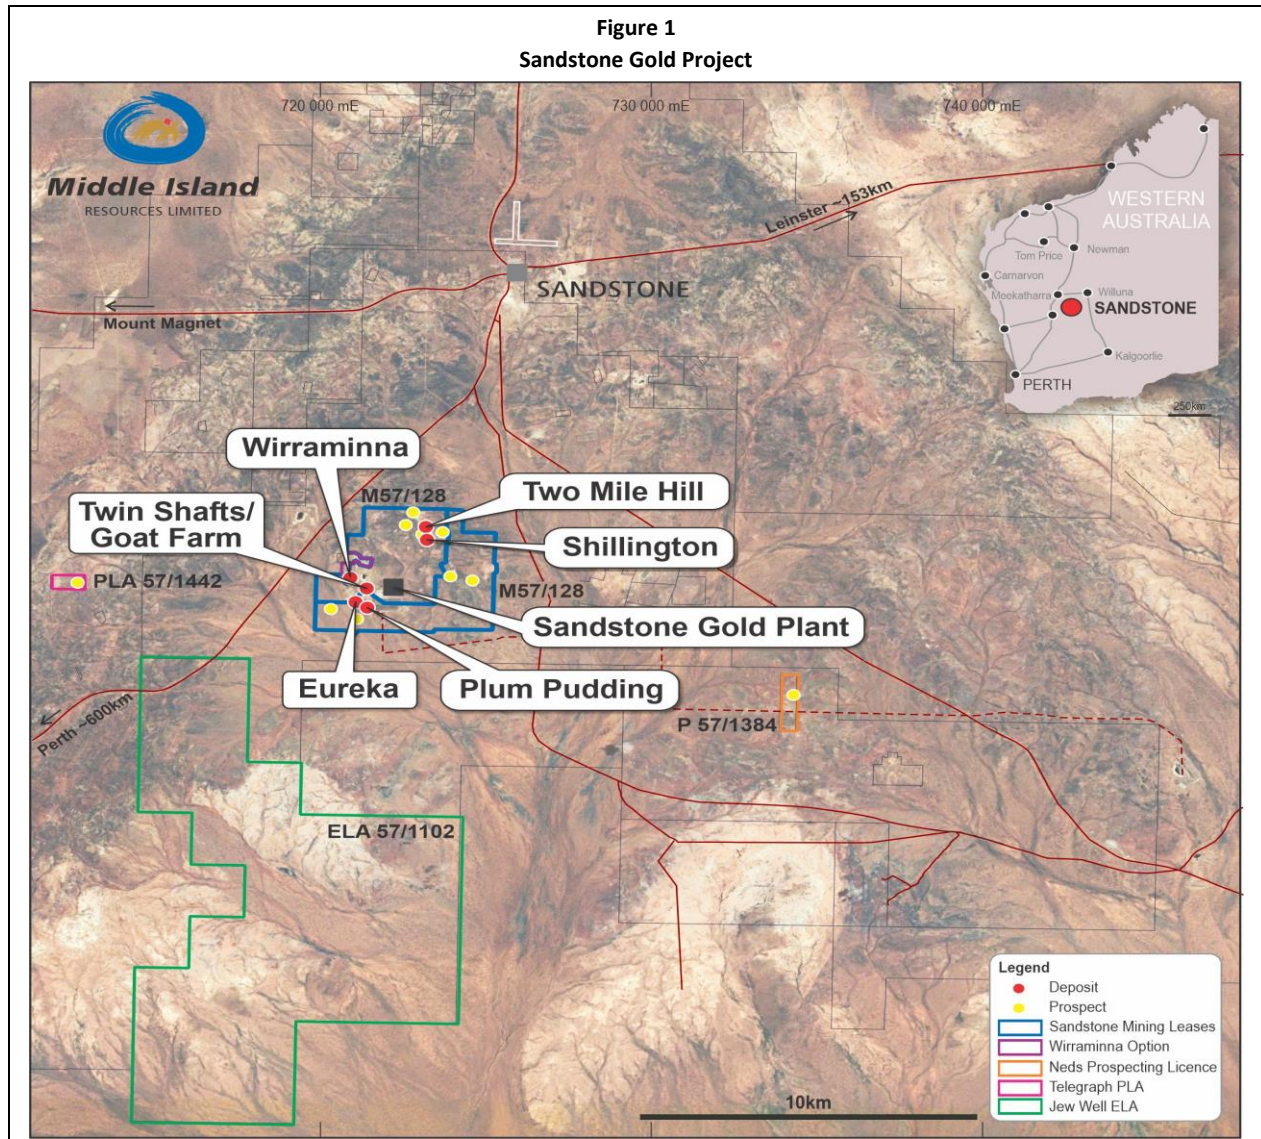 Figure 1
Sandstone Gold Project
720 000 mE
730 000 mE
740 000 mE
Middle Island
RESOURCES LIMITED
Leinster ~153km
WESTERN
AUSTRALIA
Tom Price
Newman
Carnarvon
Meekatharra
Wiluna
SANDSTONE
Kalgoorlie
PERTH
250km
SANDSTONE
Mount Magnet
Wirraminna
M57/128
Two Mile Hill
Twin Shafts/
Goat Farm
Shillington
PLA 57/1442
M57/128
Sandstone Gold Plant
Eureka
Plum Pudding
Perth ~600km
P 57/1384
ELA 57/1102
Legend
Deposit
Prospect
Sandstone Mining Leases
Wirraminna Option
Neds Prospecting Licence
Telegraph PLA
Jew Well ELA
10km